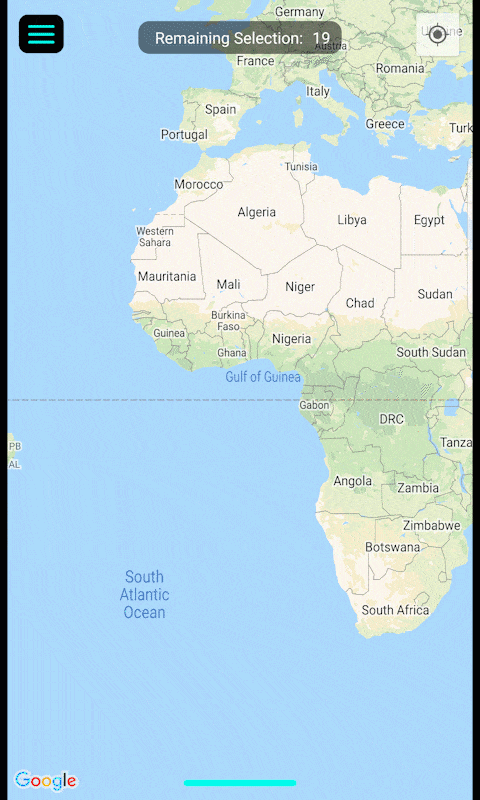 Germany
Ukraine
Remaining Selection: 19
Austria
France
Romania
Italy
Spain
Greece
Portugal
Turk
Tunisia
Morocco
Algeria
Libya
Egypt
Western
Sahara
Mauritania
Mali
Niger
Chad
Sudan
Burkina
Faso
Guinea
Nigeria
Ghana
South Sudan
Gulf of Guinea
Gabon
DRC
PB
AL
Tanza
Angola
Zambia
Zimbabwe
Botswana
South
Atlantic
Ocean
South Africa
Google